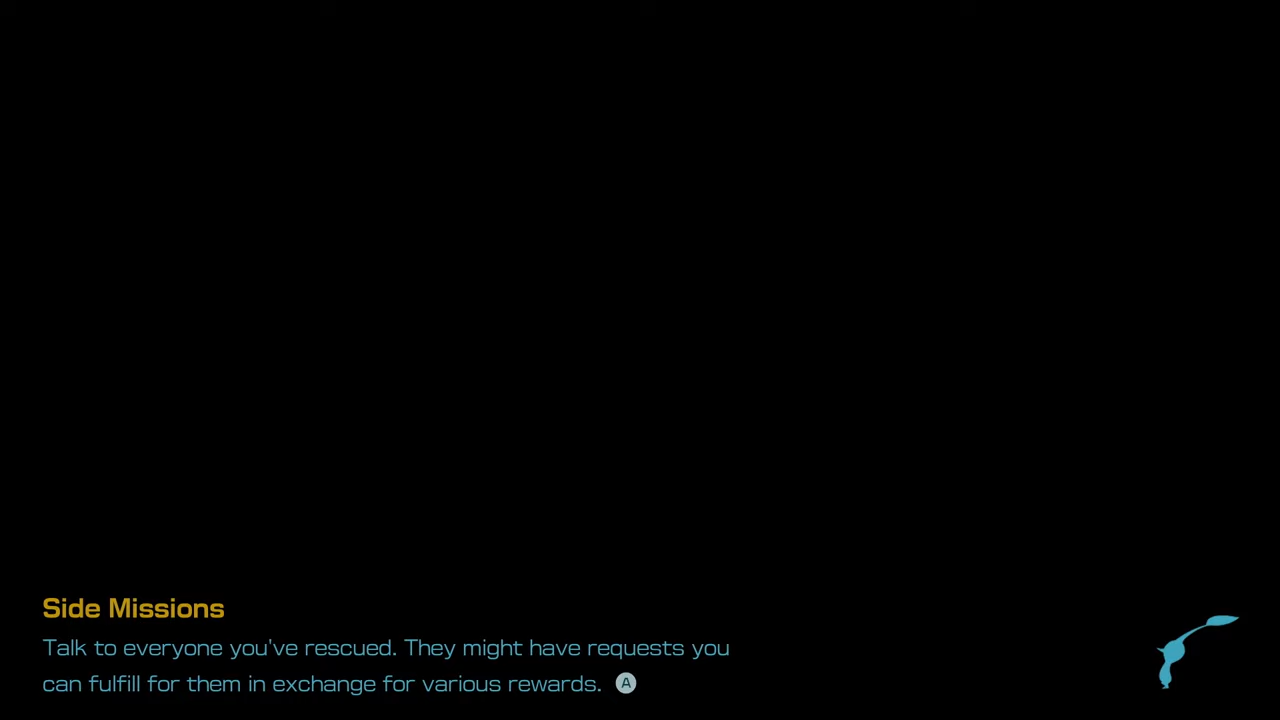 Side Missions
Talk to everyone you've rescued. They might have requests you
can fulfill for them in exchange for various rewards. A